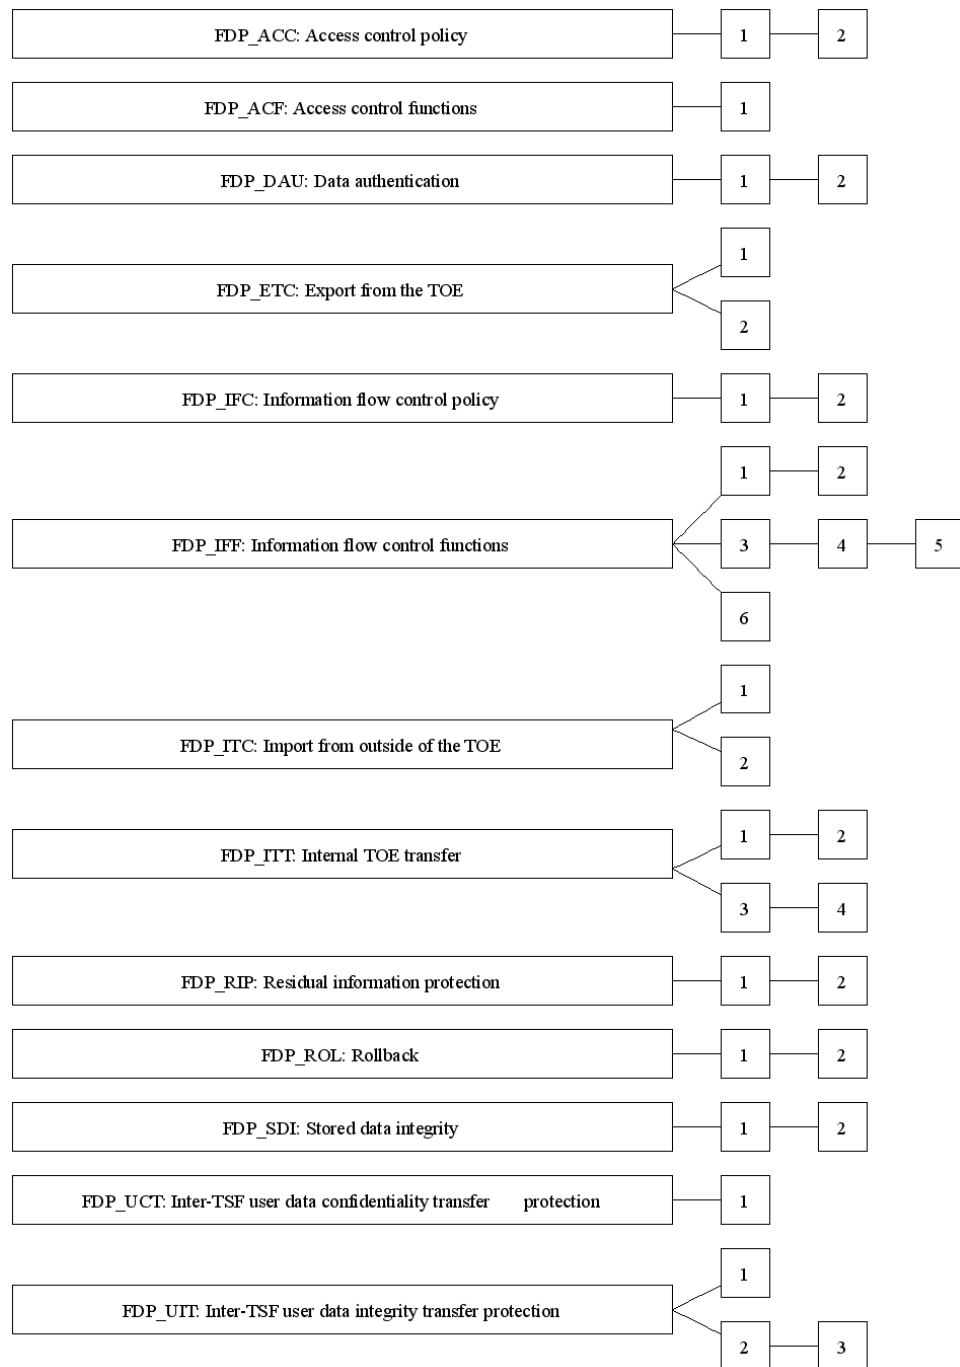 FDP_ACC: Access control policy 1 2
FDP_ACF: Access control functions 1
FDP_DAU: Data authentication 1 2
1
FDP_ETC: Export from the TOE
2
FDP_IFC: Information flow control policy 1 2
1 2
FDP_IFF: Information flow control functions 3 4 5
6
1
FDP_ITC: Import from outside of the TOE
2
1 2
FDP_ITT: Internal TOE transfer
3 4
FDP_RIP: Residual information protection 1 2
FDP_ROL: Rollback 1 2
FDP_SDI: Stored data integrity 1 2
FDP_UCT: Inter-TSF user data confidentiality transfer protection 1
1
FDP_UIT: Inter-TSF user data integrity transfer protection
2 3